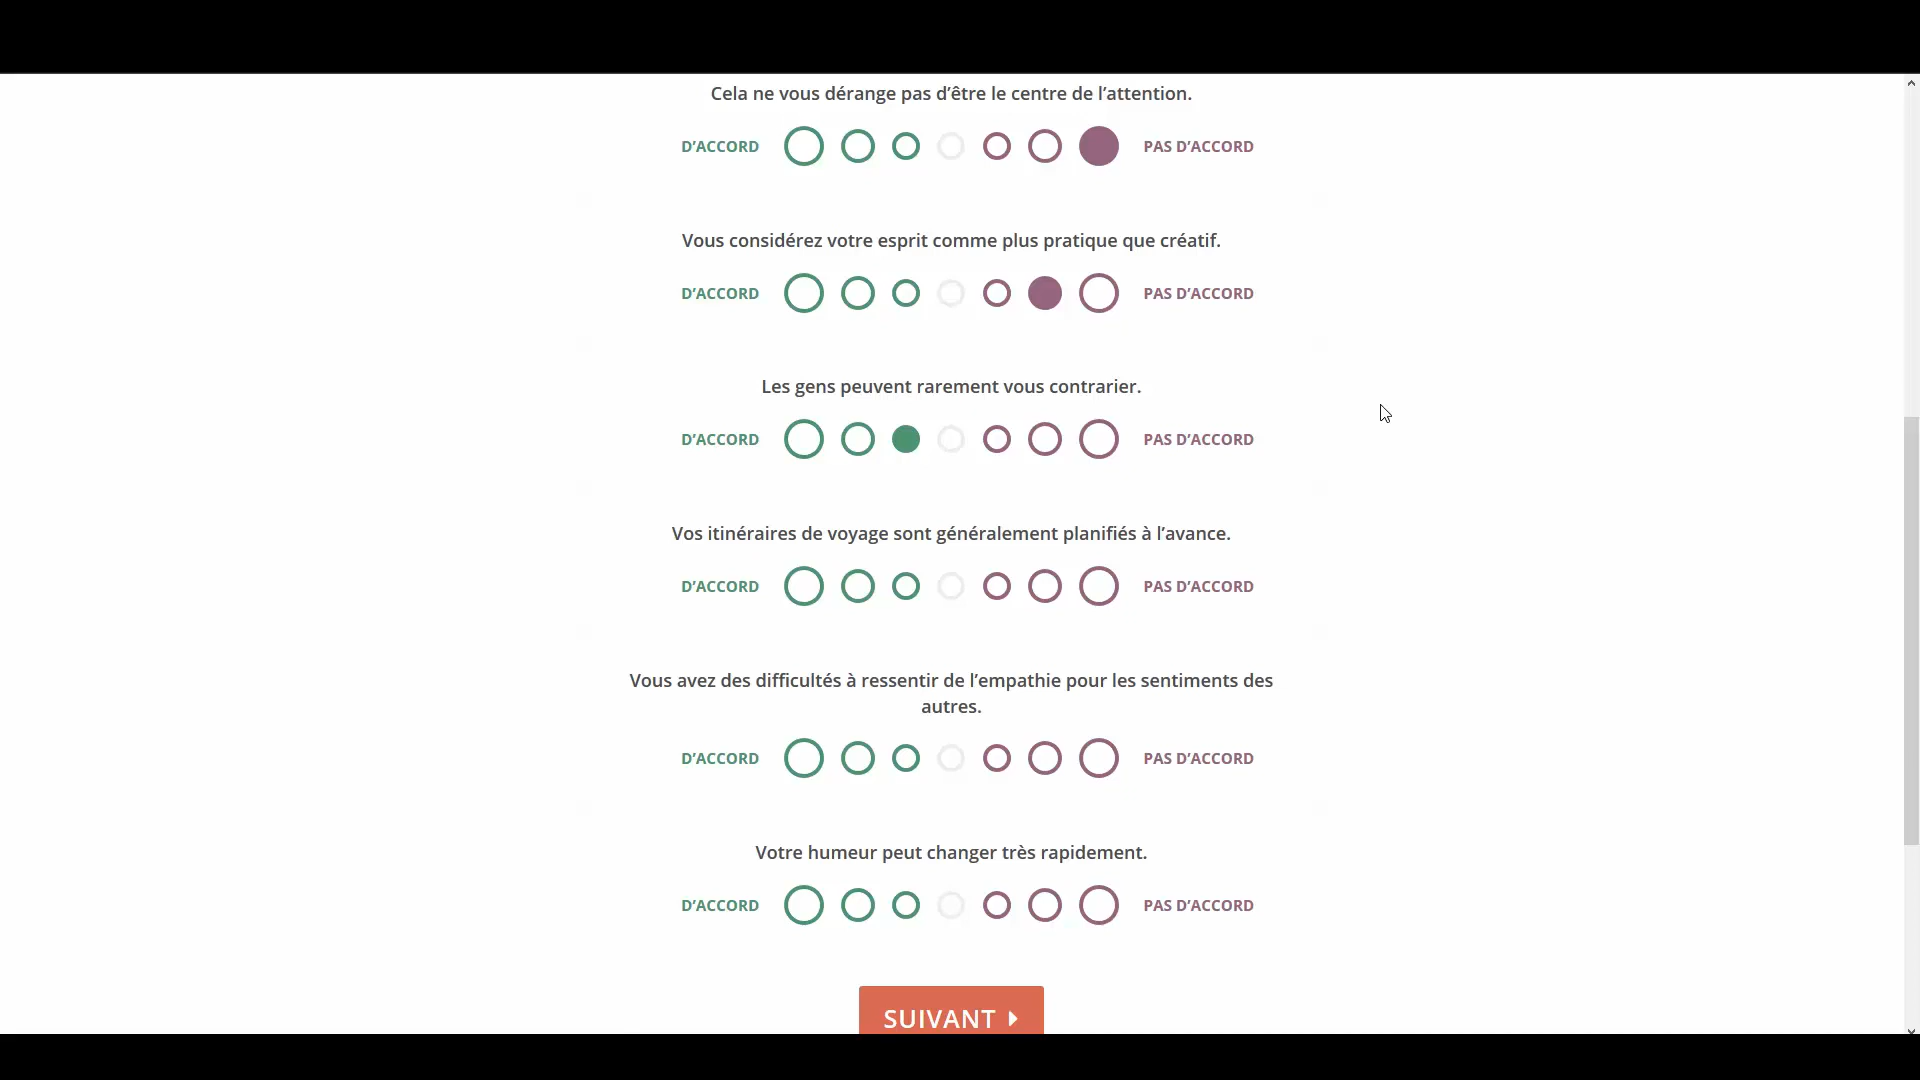 Cela ne vous dérange pas d’être le centre de l’attention.
D’ACCORD PAS D’ACCORD
Vous considérez votre esprit comme plus pratique que créatif.
D’ACCORD PAS D’ACCORD
Les gens peuvent rarement vous contrarier.
D’ACCORD PAS D’ACCORD
Vos itinéraires de voyage sont généralement planifiés à l’avance.
D’ACCORD PAS D’ACCORD
Vous avez des difficultés à ressentir de l’empathie pour les sentiments des
autres.
D’ACCORD PAS D’ACCORD
Votre humeur peut changer très rapidement.
D’ACCORD PAS D’ACCORD
SUIVANT